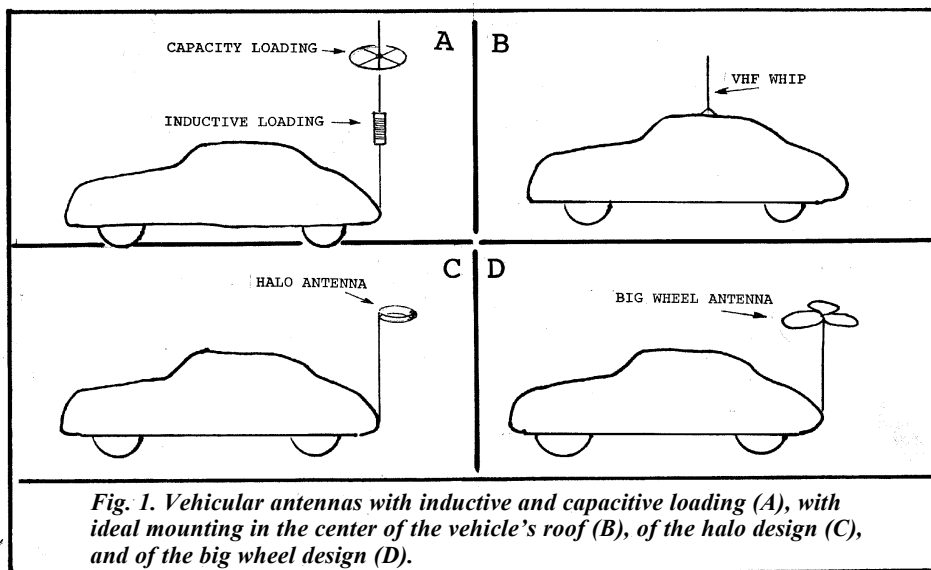 A
CAPACITY LOADING
INDUCTIVE LOADING
B
VHF WHIP
C
HALO ANTENNA
D
BIG WHEEL ANTENNA
Fig. 1. Vehicular antennas with inductive and capacitive loading (A), with
ideal mounting in the center of the vehicle's roof (B), of the halo design (C),
and of the big wheel design (D).